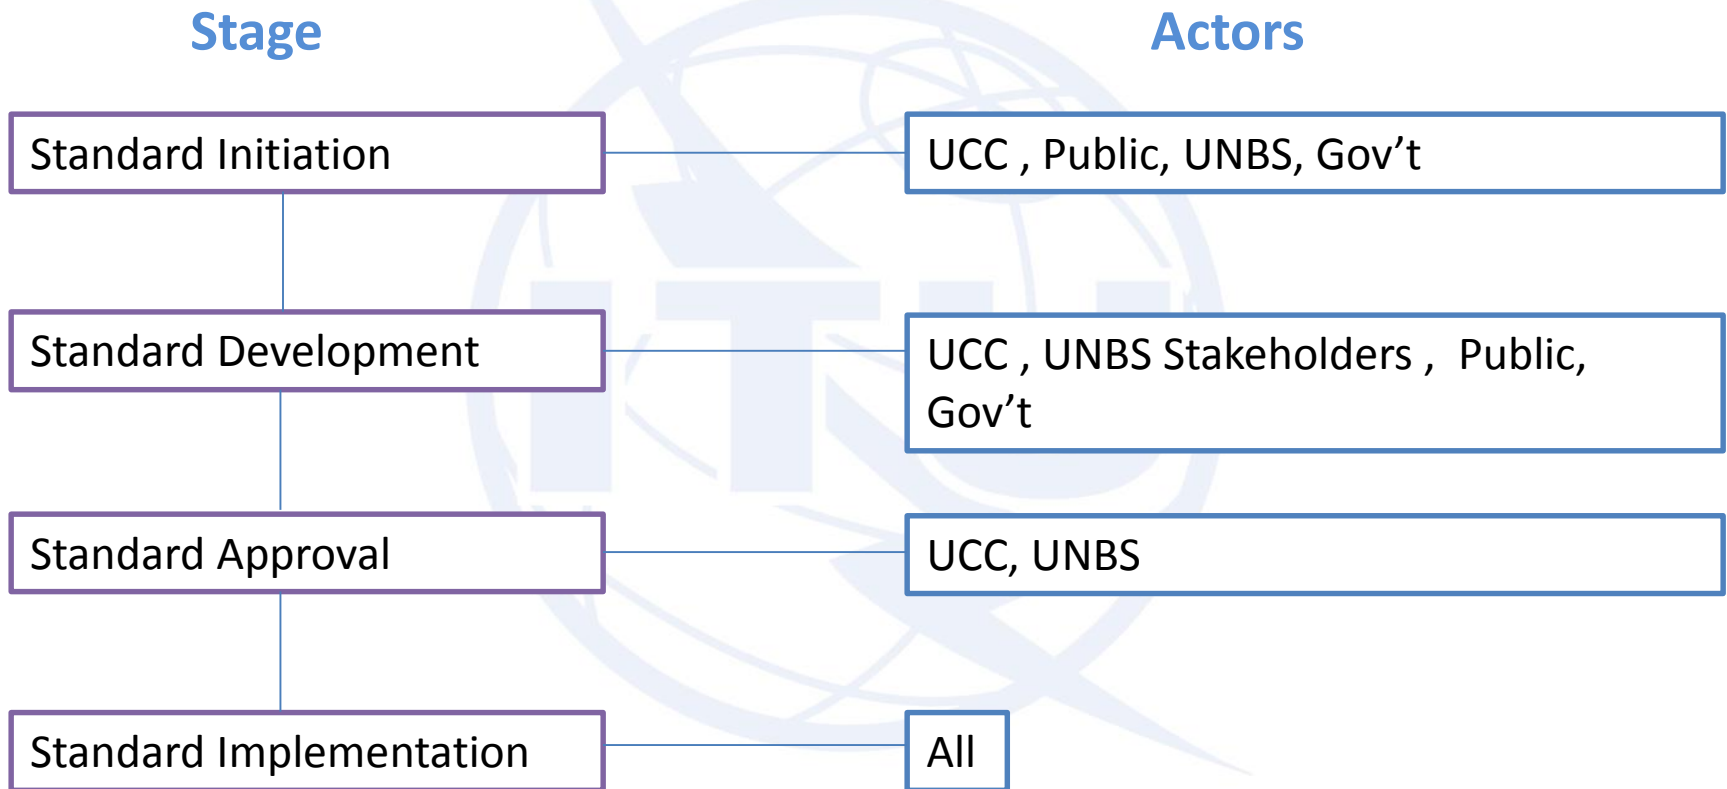 Stage
Actors
Standard Initiation
UCC , Public, UNBS, Gov’t
Standard Development
UCC , UNBS Stakeholders ,  Public,
Gov’t
Standard Approval
UCC, UNBS
Standard Implementation
All
ITU